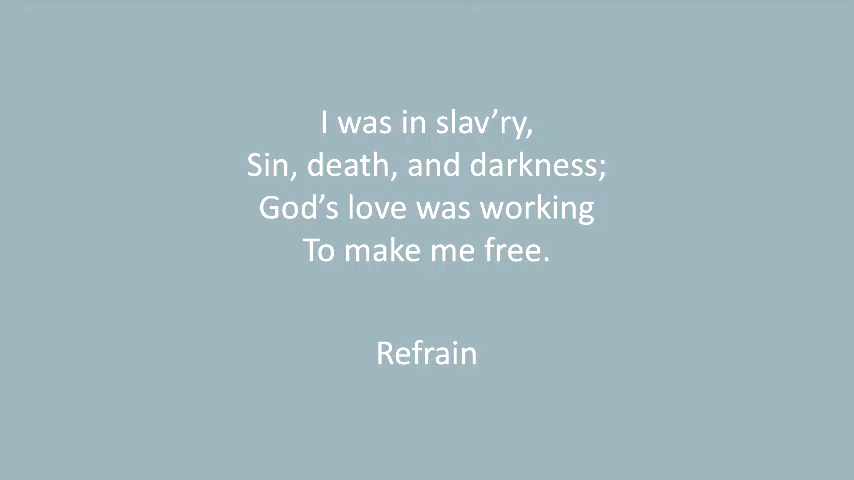 I was in slav’ry,
Sin, death, and darkness;
God’s love was working
To make me free.
Refrain